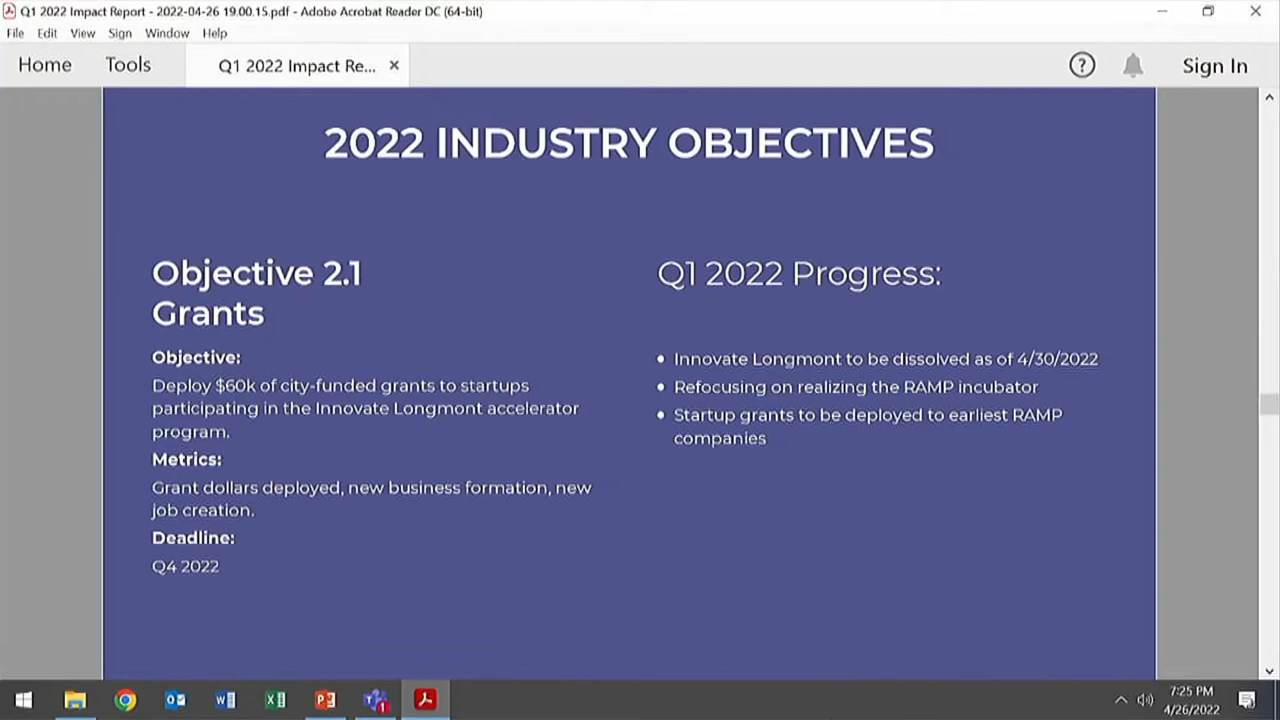 Q1 2022 Impact Report - 2022-04-26 19.00.15.pdf - Adobe Acrobat Reader DC (64-bit)
File Edit View Sign Window Help
Home Tools Q1 2022 Impact Re... × ? Sign In
2022 INDUSTRY OBJECTIVES
Objective 2.1
Grants
Objective:
Deploy $60k of city-funded grants to startups
participating in the Innovate Longmont accelerator
program.
Metrics:
Grant dollars deployed, new business formation, new
job creation.
Deadline:
Q4 2022
Q1 2022 Progress:
• Innovate Longmont to be dissolved as of 4/30/2022
• Refocusing on realizing the RAMP incubator
• Startup grants to be deployed to earliest RAMP
companies
7:25 PM
4/26/2022